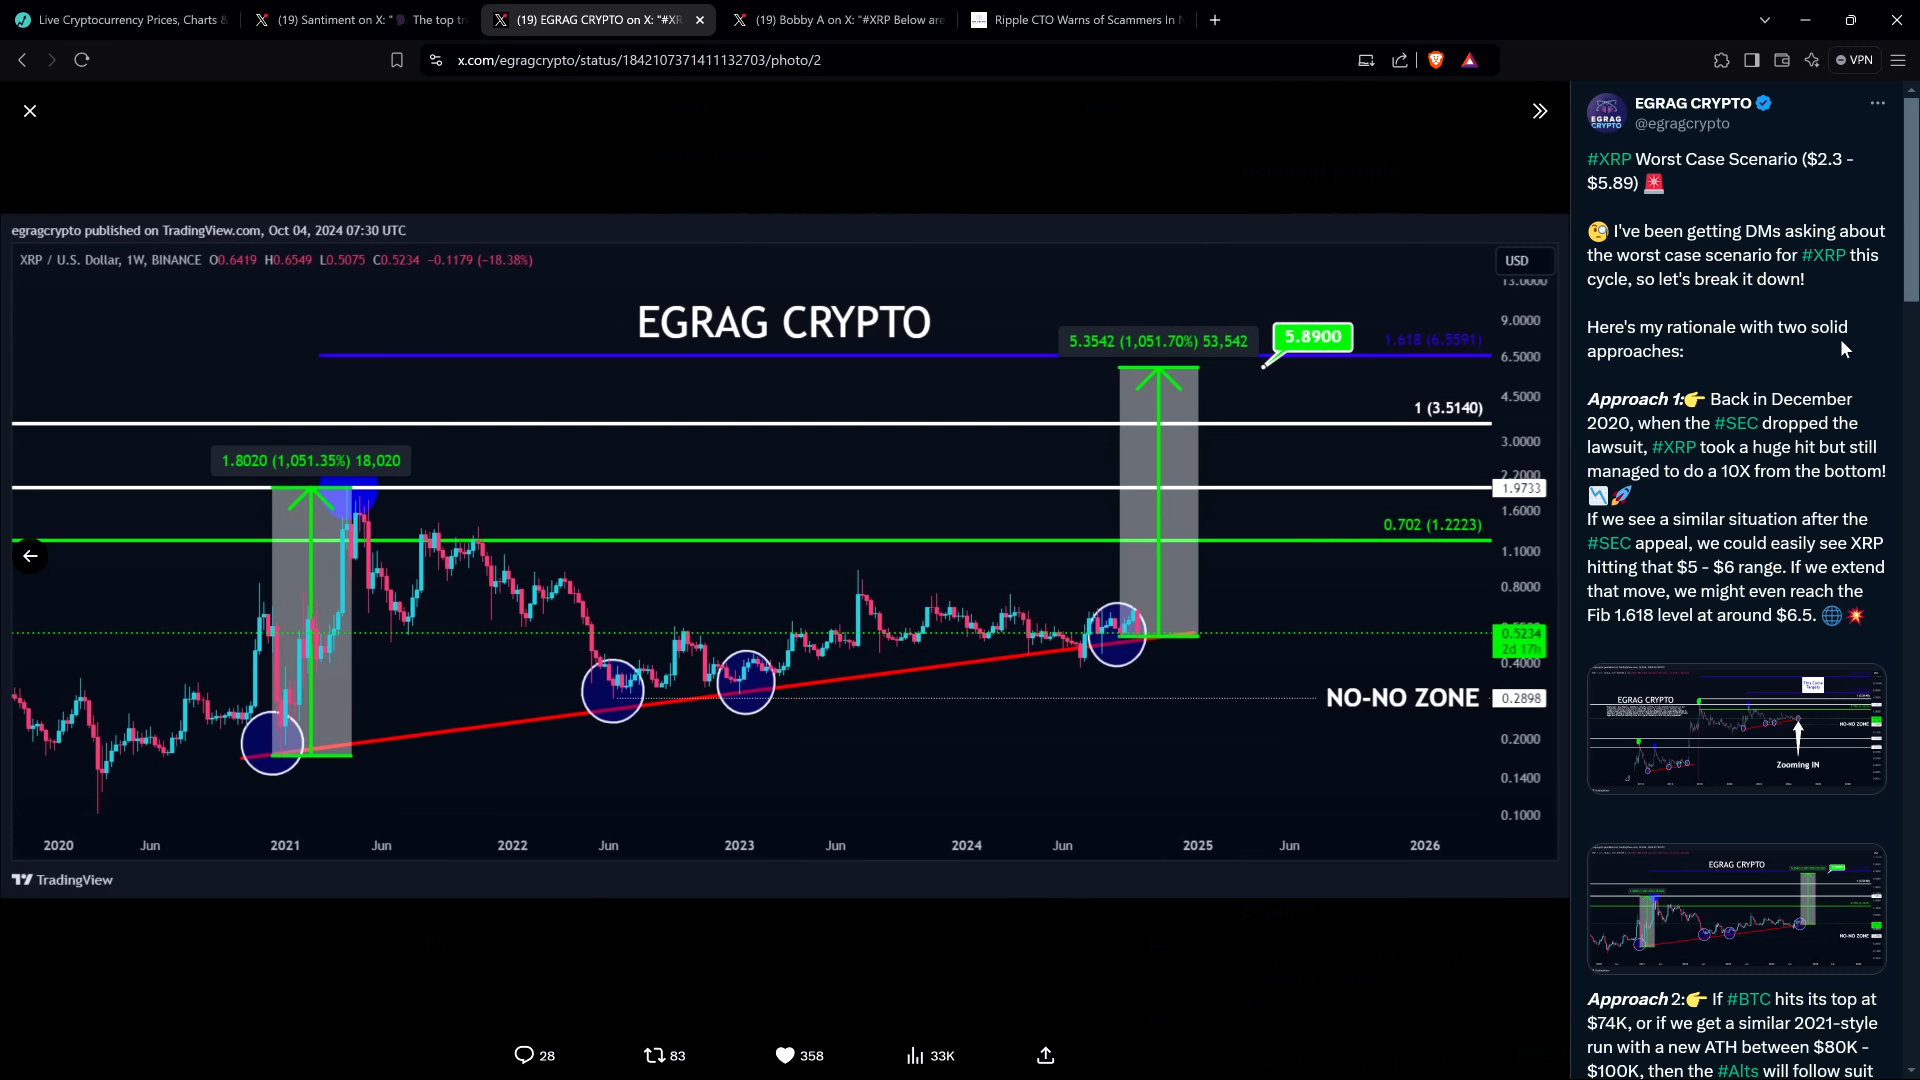 Live Cryptocurrency Prices, Charts &
(19) Santiment on X: " The top tr
(19) EGRAG CRYPTO on X: "#XR
(19) Bobby A on X: "#XRP Below are
Ripple CTO Warns of Scammers In N
x.com/egragcrypto/status/1842107371411132703/photo/2
VPN
egragcrypto published on TradingView.com, Oct 04, 2024 07:30 UTC
XRP / U.S. Dollar, 1W, BINANCE O0.6419 H0.6549 L0.5075 C0.5234 −0.1179 (−18.38%)
USD
13.0000
EGRAG CRYPTO
9.0000
5.3542 (1,051.70%) 53,542
5.8900
1.618 (6.5591)
6.5000
4.5000
1 (3.5140)
3.0000
1.8020 (1,051.35%) 18,020
2.2000
1.9733
1.6000
0.702 (1.2223)
1.1000
0.8000
0.5234
2d 17h
0.4000
NO-NO ZONE
0.2898
0.2000
0.1400
0.1000
2020 Jun 2021 Jun 2022 Jun 2023 Jun 2024 Jun 2025 Jun 2026
TradingView
28
83
358
33K
EGRAG CRYPTO
@egragcrypto
EGRAG
CRYPTO
#XRP Worst Case Scenario ($2.3 -
$5.89) 🚨
🧐 I've been getting DMs asking about
the worst case scenario for #XRP this
cycle, so let's break it down!
Here's my rationale with two solid
approaches:
Approach 1:👉 Back in December
2020, when the #SEC dropped the
lawsuit, #XRP took a huge hit but still
managed to do a 10X from the bottom!
📉🚀
If we see a similar situation after the
#SEC appeal, we could easily see XRP
hitting that $5 - $6 range. If we extend
that move, we might even reach the
Fib 1.618 level at around $6.5. 🌐 💥
EGRAG CRYPTO
This Cycle
Targets
NO-NO ZONE
Zooming IN
EGRAG CRYPTO
NO-NO ZONE
Approach 2:👉 If #BTC hits its top at
$74K, or if we get a similar 2021-style
run with a new ATH between $80K -
$100K, then the #Alts will follow suit